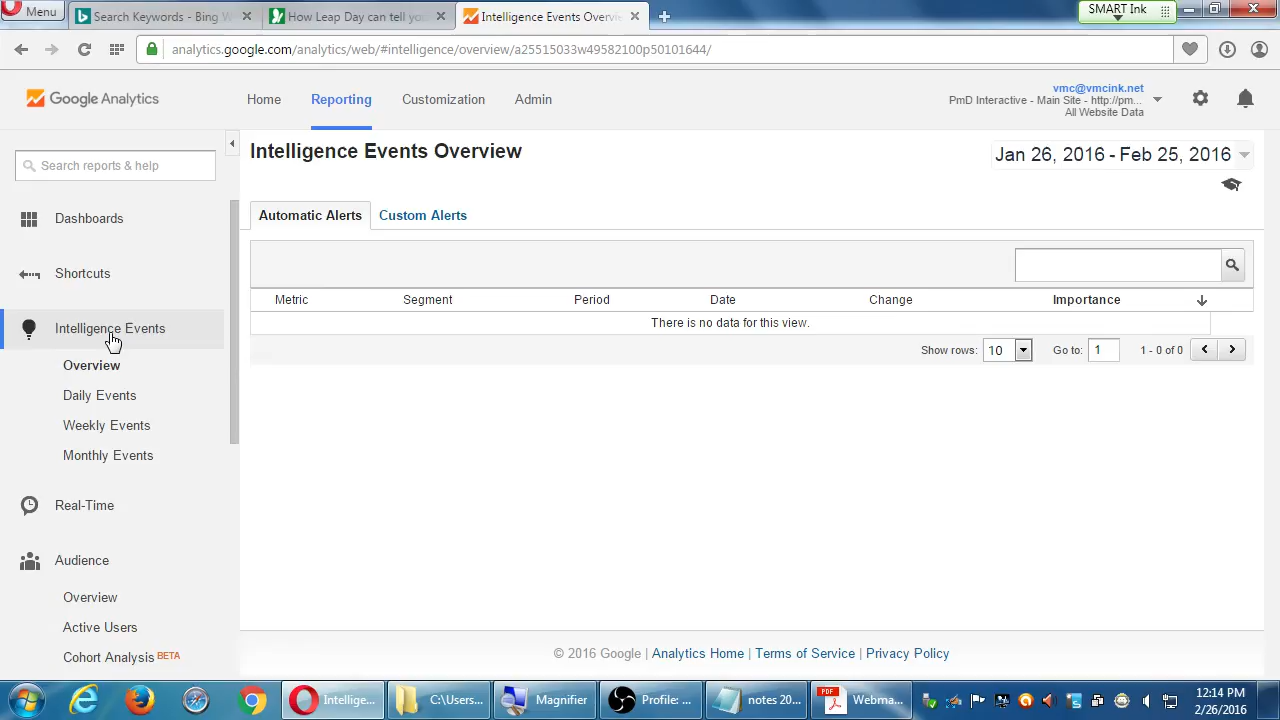 Menu
Search Keywords - Bing W
How Leap Day can tell yo
Intelligence Events Overvie
SMART Ink
analytics.google.com/analytics/web/#intelligence/overview/a25515033w49582100p50101644/
Google Analytics
Home
Reporting
Customization
Admin
vmc@vmcink.net
PmD Interactive - Main Site - http://pm...
All Website Data
Search reports & help
Dashboards
Shortcuts
Intelligence Events
Overview
Daily Events
Weekly Events
Monthly Events
Real-Time
Audience
Overview
Active Users
Cohort Analysis BETA
Intelligence Events Overview
Jan 26, 2016 - Feb 25, 2016
Automatic Alerts
Custom Alerts
Metric Segment Period Date Change Importance
There is no data for this view.
Show rows: 10 Go to: 1 1 - 0 of 0
© 2016 Google | Analytics Home | Terms of Service | Privacy Policy
Intellige...
C:\Users...
Magnifier
Profile: ...
notes 20...
PDF
Webma...
12:14 PM
2/26/2016